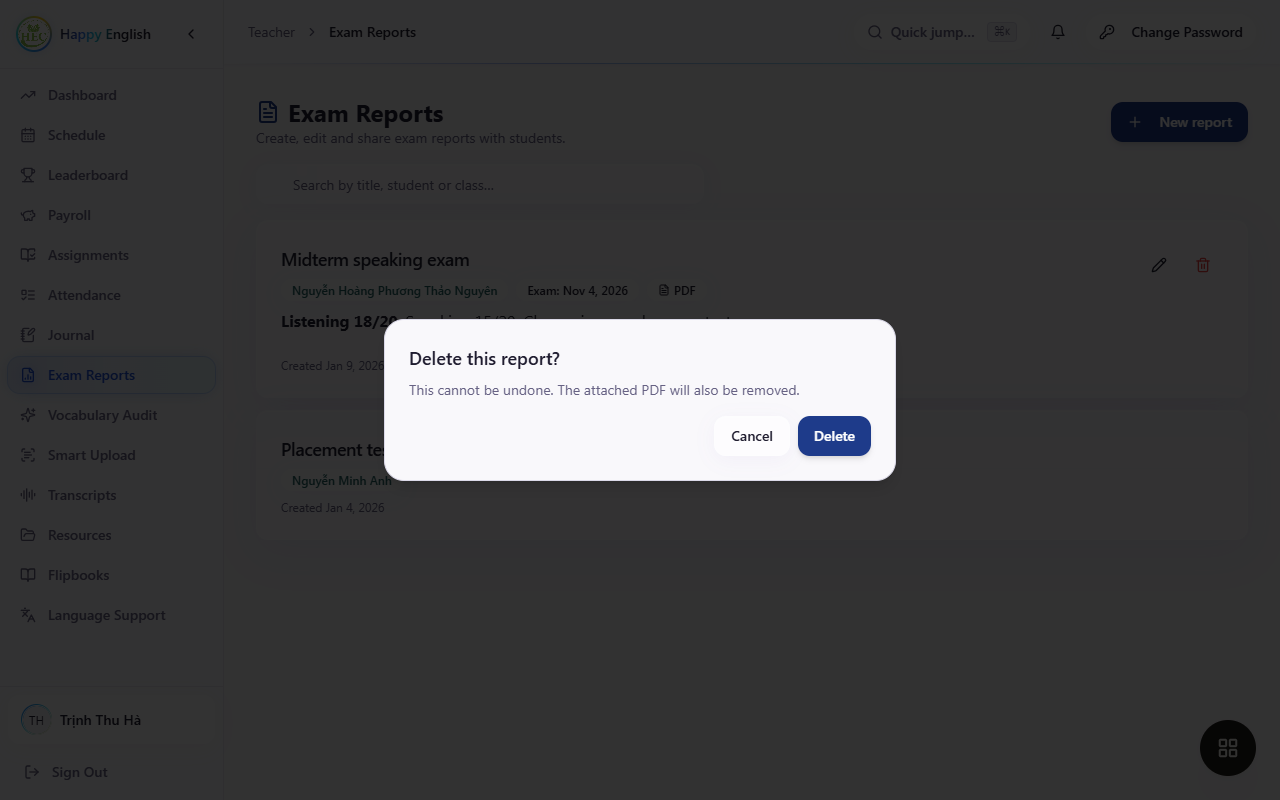 HEC
Happy English
Dashboard
Schedule
Leaderboard
Payroll
Assignments
Attendance
Journal
Exam Reports
Vocabulary Audit
Smart Upload
Transcripts
Resources
Flipbooks
Language Support
TH
Trịnh Thu Hà
Sign Out
Teacher
Exam Reports
Quick jump...
⌘K
Change Password
Exam Reports
Create, edit and share exam reports with students.
New report
Search by title, student or class...
Midterm speaking exam
Nguyễn Hoàng Phương Thảo Nguyên
Exam: Nov 4, 2026
PDF
Listening 18/20
Created Jan 9, 2026
Delete this report?
This cannot be undone. The attached PDF will also be removed.
Cancel
Delete
Placement
Nguyễn Minh Anh
Created Jan 4, 2026